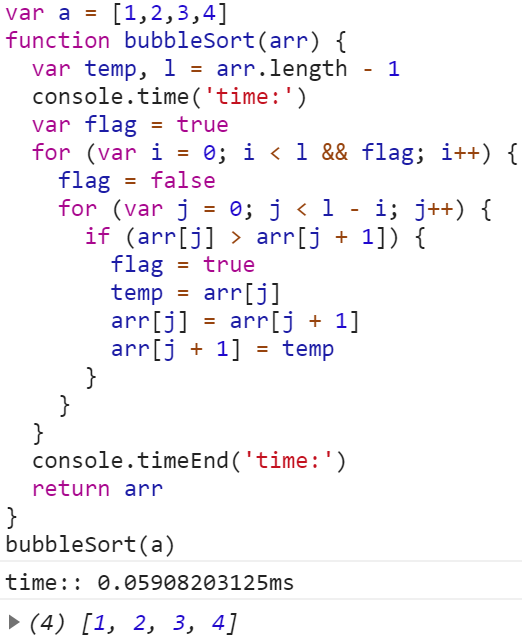 var a = [1,2,3,4]
function bubbleSort(arr) {
  var temp, l = arr.length - 1
  console.time('time:')
  var flag = true
  for (var i = 0; i < l && flag; i++) {
    flag = false
    for (var j = 0; j < l - i; j++) {
      if (arr[j] > arr[j + 1]) {
        flag = true
        temp = arr[j]
        arr[j] = arr[j + 1]
        arr[j + 1] = temp
      }
    }
  }
  console.timeEnd('time:')
  return arr
}
bubbleSort(a)
time:: 0.05908203125ms
▶ (4) [1, 2, 3, 4]